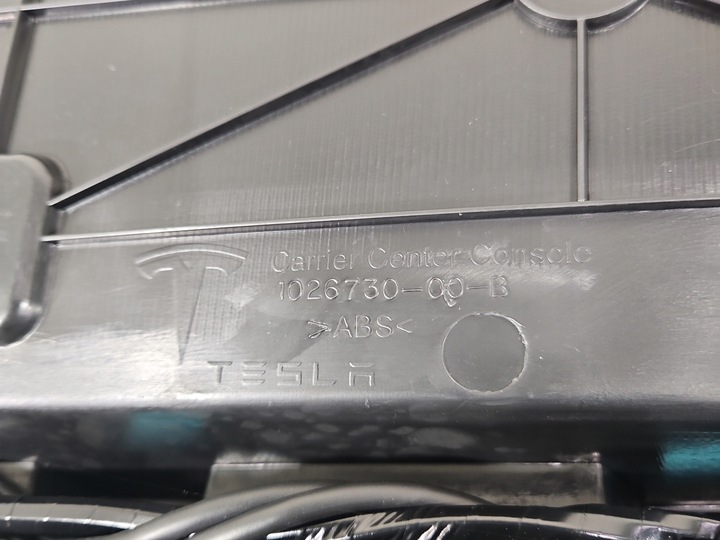 Carrier Center Console
1026730-00-B
>ABS<
TESLA